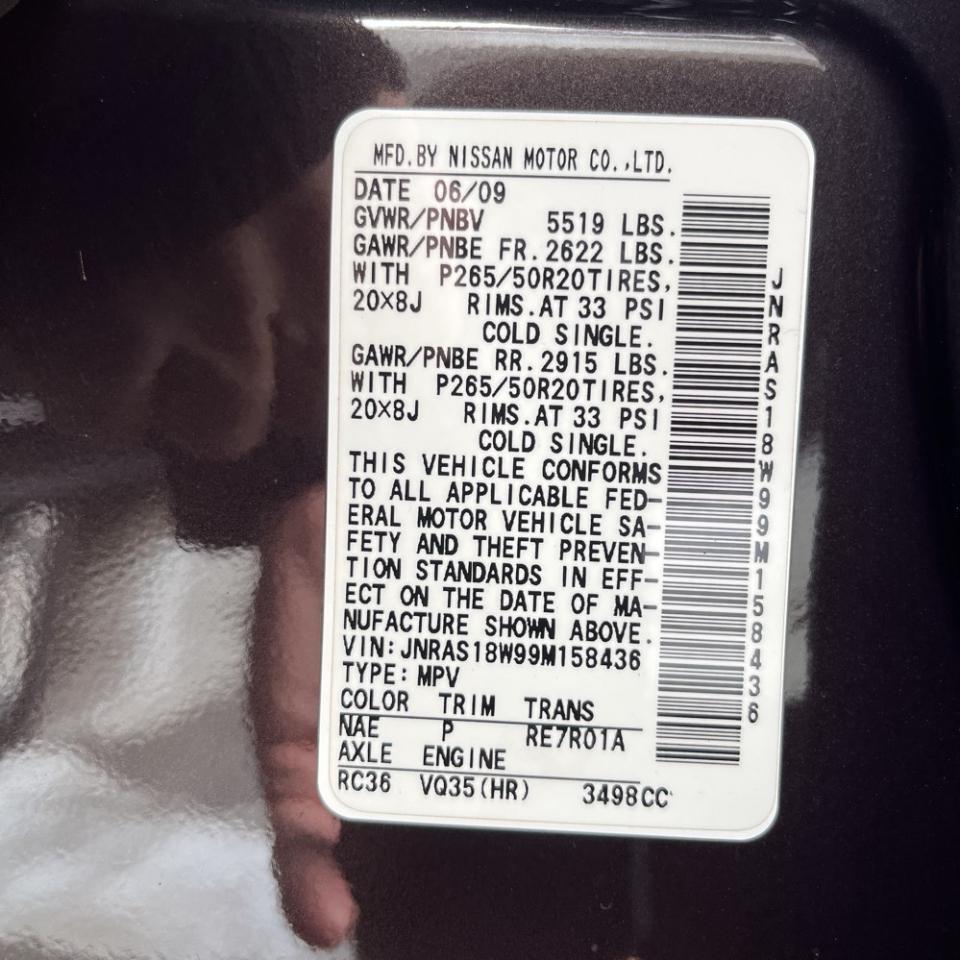 MFD.BY NISSAN MOTOR CO.,LTD.
DATE 06/09
GVWR/PNBV 5519 LBS.
GAWR/PNBE FR.2622 LBS.
WITH P265/50R20TIRES,
20×8J RIMS.AT 33 PSI
COLD SINGLE.
GAWR/PNBE RR.2915 LBS.
WITH P265/50R20TIRES,
20×8J RIMS.AT 33 PSI
COLD SINGLE.
THIS VEHICLE CONFORMS
TO ALL APPLICABLE FED-
ERAL MOTOR VEHICLE SA-
FETY AND THEFT PREVEN-
TION STANDARDS IN EFF-
ECT ON THE DATE OF MA-
NUFACTURE SHOWN ABOVE.
VIN:JNRAS18W99M158436
TYPE:MPV
COLOR TRIM TRANS
NAE P RE7R01A
AXLE ENGINE
RC36 VQ35(HR) 3498CC
JNRAS18W99M158436